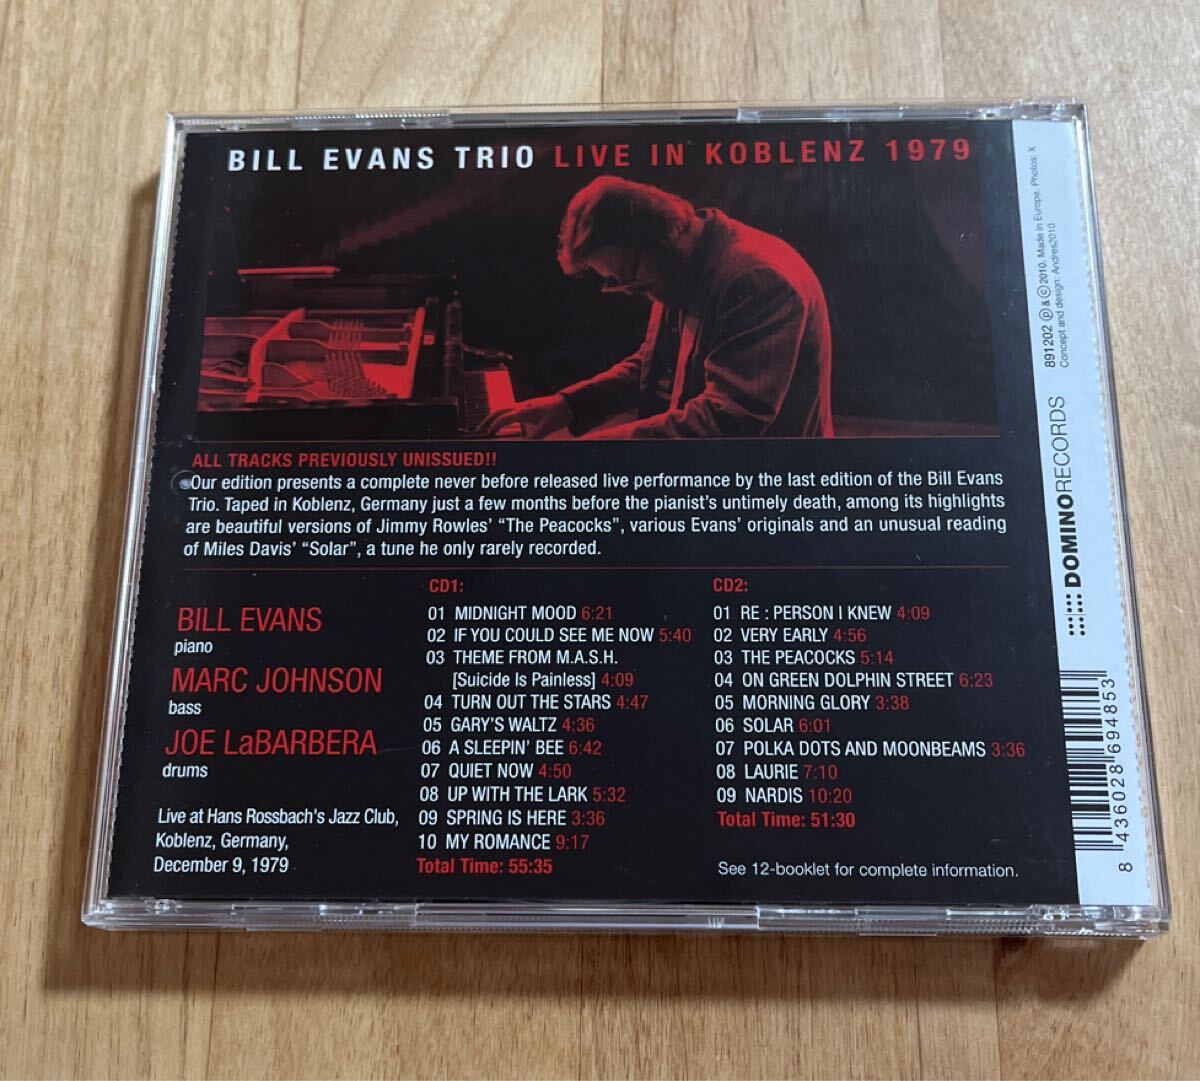 BILL EVANS TRIO LIVE IN KOBLENZ 1979
ALL TRACKS PREVIOUSLY UNISSUED!!
Our edition presents a complete never before released live performance by the last edition of the Bill Evans
Trio. Taped in Koblenz, Germany just a few months before the pianist's untimely death, among its highlights
are beautiful versions of Jimmy Rowles' “The Peacocks”, various Evans' originals and an unusual reading
of Miles Davis' “Solar”, a tune he only rarely recorded.
BILL EVANS
piano
MARC JOHNSON
bass
JOE LaBARBERA
drums
Live at Hans Rossbach's Jazz Club,
Koblenz, Germany,
December 9, 1979
CD1:
01 MIDNIGHT MOOD 6:21
02 IF YOU COULD SEE ME NOW 5:40
03 THEME FROM M.A.S.H.
[Suicide Is Painless] 4:09
04 TURN OUT THE STARS 4:47
05 GARY'S WALTZ 4:36
06 A SLEEPIN' BEE 6:42
07 QUIET NOW 4:50
08 UP WITH THE LARK 5:32
09 SPRING IS HERE 3:36
10 MY ROMANCE 9:17
Total Time: 55:35
CD2:
01 RE : PERSON I KNEW 4:09
02 VERY EARLY 4:56
03 THE PEACOCKS 5:14
04 ON GREEN DOLPHIN STREET 6:23
05 MORNING GLORY 3:38
06 SOLAR 6:01
07 POLKA DOTS AND MOONBEAMS 3:36
08 LAURIE 7:10
09 NARDIS 10:20
Total Time: 51:30
See 12-booklet for complete information.
DOMINORECORDS
891202 ℗ & © 2010. Made in Europe. Photos: X
Concept and design: Andres2010
8 436028 694853